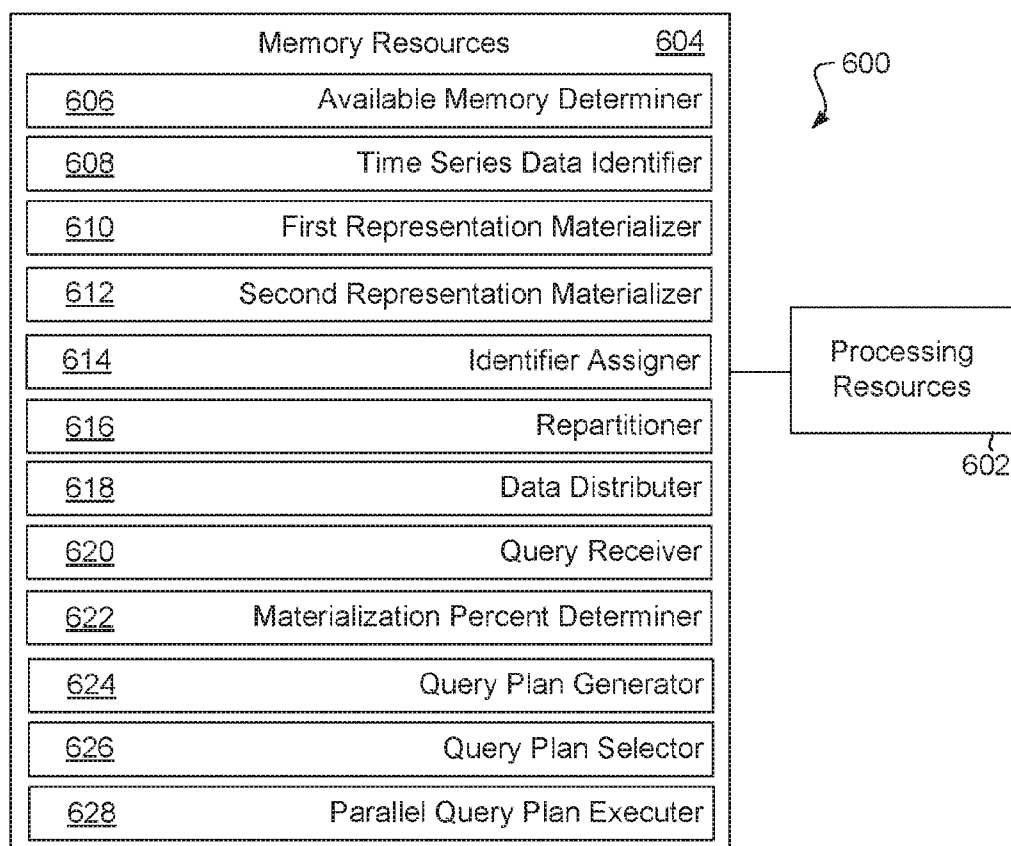 Memory Resources 604
600
606 Available Memory Determiner
608 Time Series Data Identifier
610 First Representation Materializer
612 Second Representation Materializer
614 Identifier Assigner
616 Repartitioner
618 Data Distributer
620 Query Receiver
622 Materialization Percent Determiner
624 Query Plan Generator
626 Query Plan Selector
628 Parallel Query Plan Executer
Processing
Resources
602